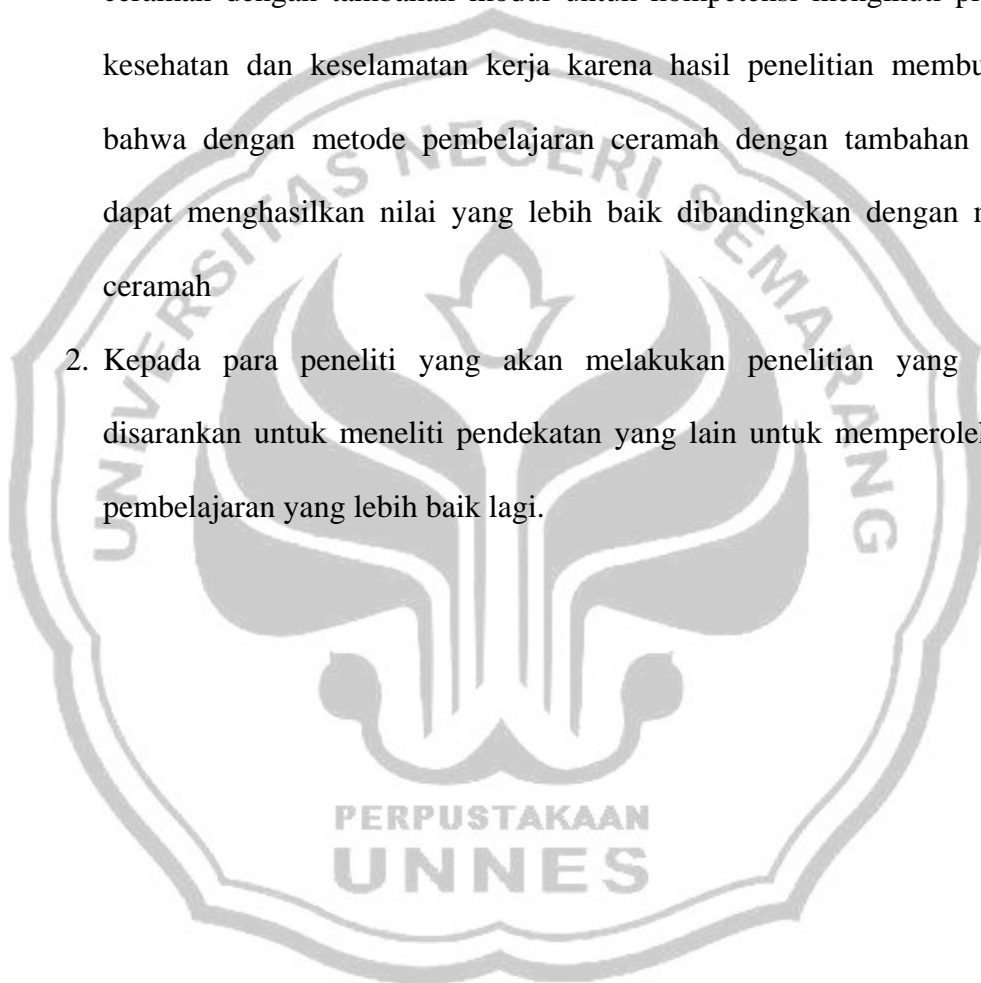 ceramah dengan tambahan modul untuk kompetensi mengikuti
kesehatan dan keselamatan kerja karena hasil penelitian
bahwa dengan metode pembelajaran ceramah dengan tambahan
dapat menghasilkan nilai yang lebih baik dibandingkan dengan
ceramah
2. Kepada para peneliti yang akan melakukan penelitian yang
disarankan untuk meneliti pendekatan yang lain untuk memperoleh
pembelajaran yang lebih baik lagi.
UNIVERSITAS NEGERI SEMARANG
PERPUSTAKAAN
UNNES